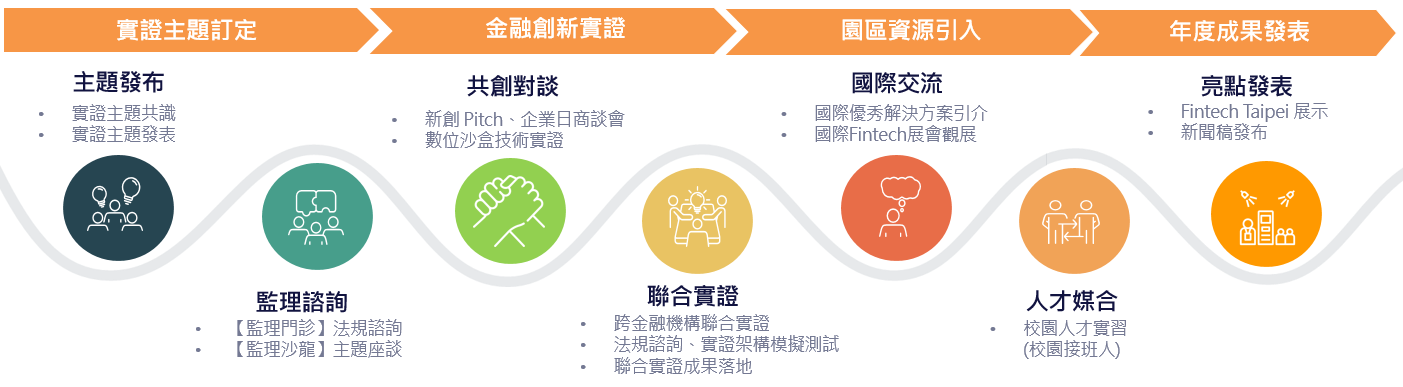 實證主題訂定
金融創新實證
園區資源引入
年度成果發表
主題發布
• 實證主題共識
• 實證主題發表
監理諮詢
• 【監理門診】法規諮詢
• 【監理沙龍】主題座談
共創對談
• 新創 Pitch、企業日商談會
• 數位沙盒技術實證
聯合實證
• 跨金融機構聯合實證
• 法規諮詢、實證架構模擬測試
• 聯合實證成果落地
國際交流
• 國際優秀解決方案引介
• 國際Fintech展會觀展
人才媒合
• 校園人才實習
(校園接班人)
亮點發表
• Fintech Taipei 展示
• 新聞稿發布